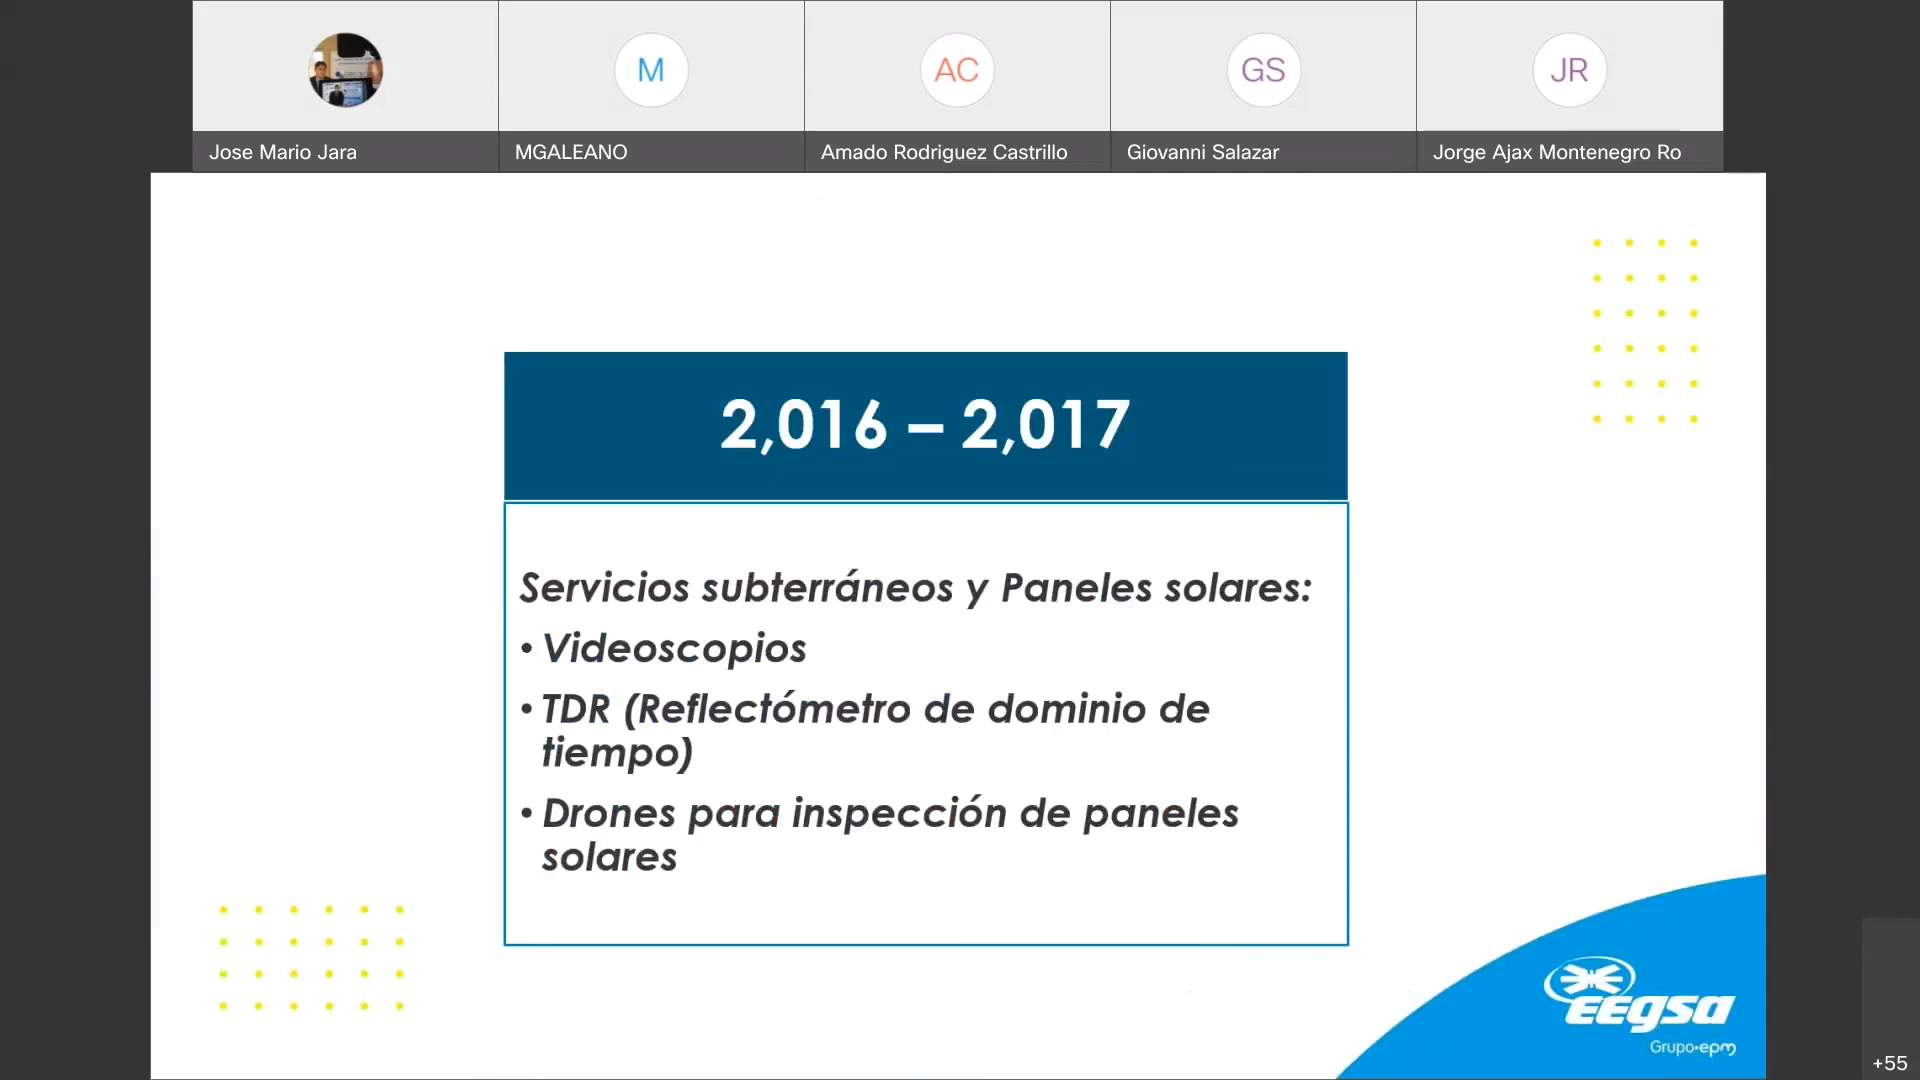 M
AC
GS
JR
Jose Mario Jara
MGALEANO
Amado Rodriguez Castrillo
Giovanni Salazar
Jorge Ajax Montenegro Ro
2,016 – 2,017
Servicios subterráneos y Paneles solares:
• Videoscopios
• TDR (Reflectómetro de dominio de
tiempo)
• Drones para inspección de paneles
solares
EEGSA
Grupo•epm
+55